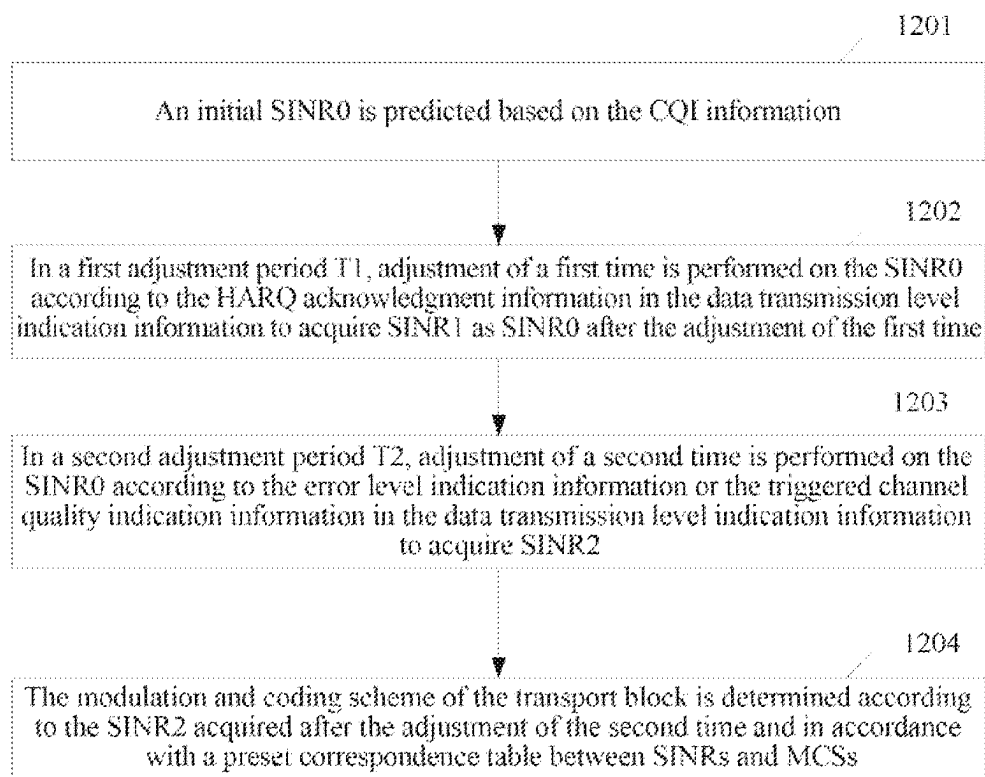 1201
An initial SINR0 is predicted based on the CQI information
1202
In a first adjustment period T1, adjustment of a first time is performed on the SINR0
according to the HARQ acknowledgment information in the data transmission level
indication information to acquire SINR1 as SINR0 after the adjustment of the first time
1203
In a second adjustment period T2, adjustment of a second time is performed on the
SINR0 according to the error level indication information or the triggered channel
quality indication information in the data transmission level indication information
to acquire SINR2
1204
The modulation and coding scheme of the transport block is determined according
to the SINR2 acquired after the adjustment of the second time and in accordance
with a preset correspondence table between SINRs and MCSs